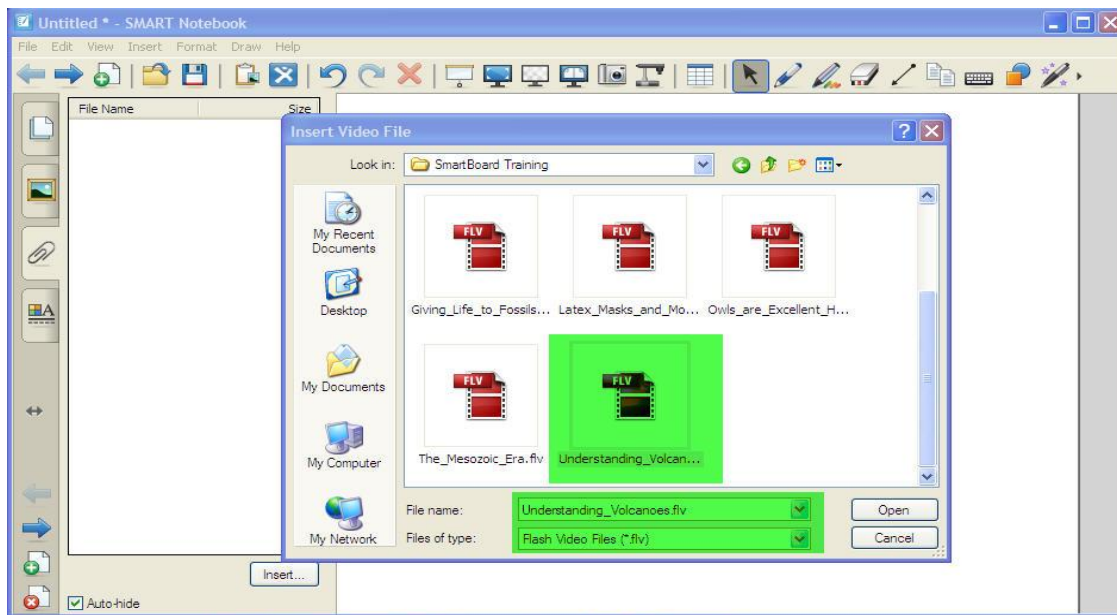 Untitled * - SMART Notebook
File Edit View Insert Format Draw Help
File Name Size
Insert Video File
Look in: SmartBoard Training
My Recent
Documents
Desktop
My Documents
My Computer
My Network
FLV FLV FLV
Giving_Life_to_Fossils... Latex_Masks_and_Mo... Owls_are_Excellent_H...
FLV FLV
The_Mesozoic_Era.flv Understanding_Volcan...
File name: Understanding_Volcanoes.flv Open
Files of type: Flash Video Files (*.flv) Cancel
Insert...
Auto-hide